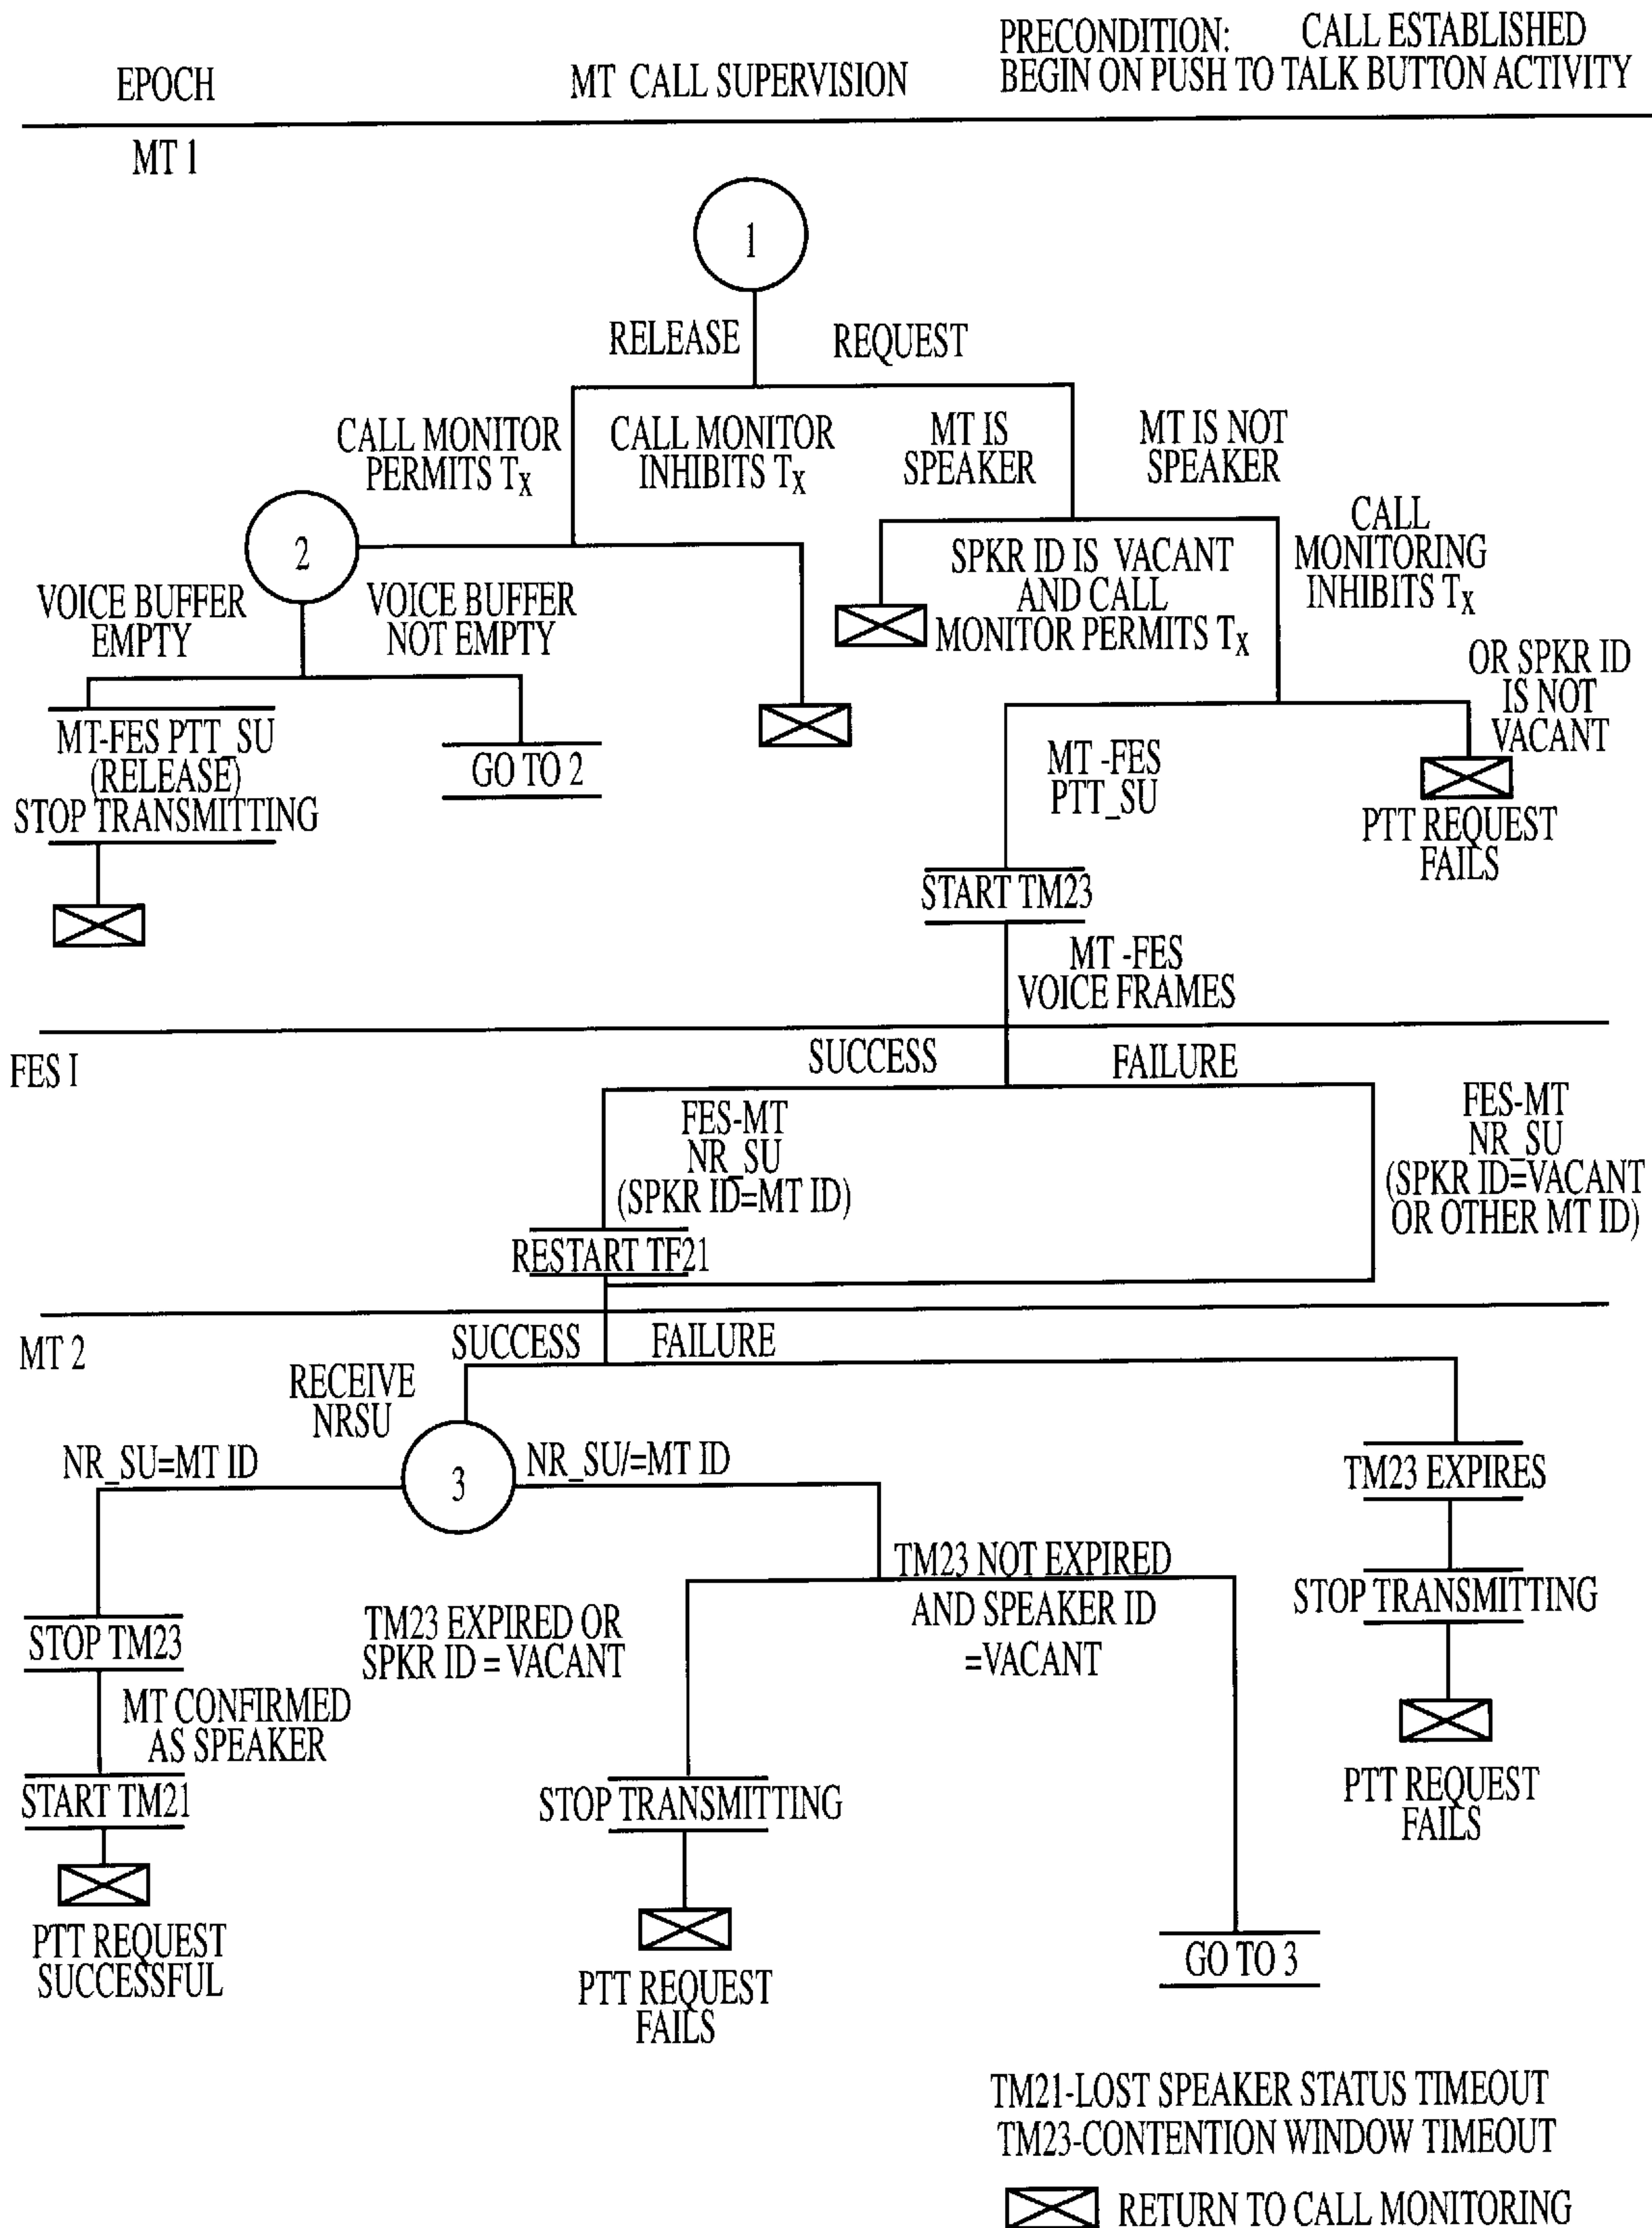 PRECONDITION: CALL ESTABLISHED
EPOCH MT CALL SUPERVISION BEGIN ON PUSH TO TALK BUTTON ACTIVITY
MT 1
1
RELEASE REQUEST
CALL MONITOR
PERMITS TX
CALL MONITOR
INHIBITS TX
MT IS
SPEAKER
MT IS NOT
SPEAKER
2
SPKR ID IS VACANT
AND CALL
MONITOR PERMITS TX
CALL
MONITORING
INHIBITS TX
OR SPKR ID
IS NOT
VACANT
VOICE BUFFER
EMPTY
VOICE BUFFER
NOT EMPTY
MT-FES PTT_SU
(RELEASE)
STOP TRANSMITTING
GO TO 2
MT -FES
PTT_SU
PTT REQUEST
FAILS
START TM23
MT -FES
VOICE FRAMES
FES I
SUCCESS FAILURE
FES-MT
NR_SU
(SPKR ID=MT ID)
FES-MT
NR_SU
(SPKR ID=VACANT
OR OTHER MT ID)
RESTART TF21
MT 2
SUCCESS FAILURE
RECEIVE
NRSU
NR_SU=MT ID
3
NR_SU/=MT ID
TM23 EXPIRES
STOP TRANSMITTING
PTT REQUEST
FAILS
STOP TM23
MT CONFIRMED
AS SPEAKER
START TM21
PTT REQUEST
SUCCESSFUL
TM23 EXPIRED OR
SPKR ID = VACANT
TM23 NOT EXPIRED
AND SPEAKER ID
=VACANT
STOP TRANSMITTING
PTT REQUEST
FAILS
GO TO 3
TM21-LOST SPEAKER STATUS TIMEOUT
TM23-CONTENTION WINDOW TIMEOUT
RETURN TO CALL MONITORING